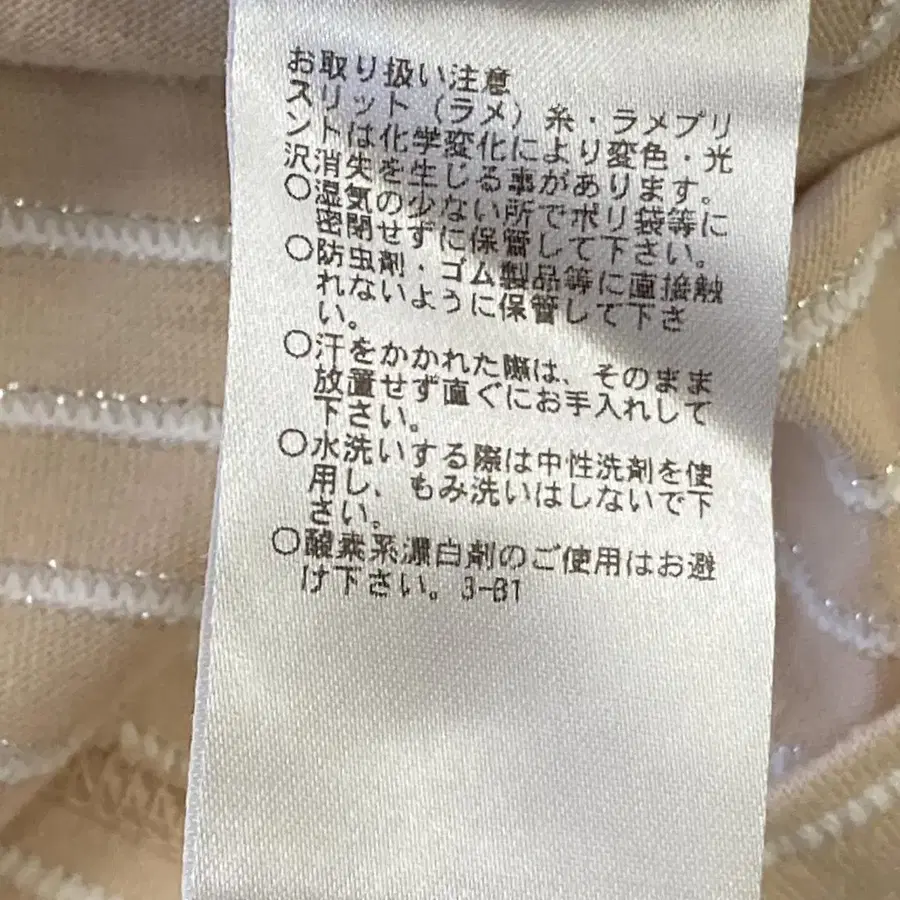 お取り扱い注意
スリット（ラメ）糸・ラメプリ
ントは化学変化により変色・光
沢消失を生じる事があります。
○湿気の少ない所でポリ袋等に
密閉せずに保管して下さい。
○防虫剤・ゴム製品等に直接触
れないように保管して下さ
い。
○汗をかかれた際は、そのまま
放置せず直ぐにお手入れして
下さい。
○水洗いする際は中性洗剤を使
用し、もみ洗いはしないで下
さい。
○酸素系漂白剤のご使用はお避
け下さい。3-B1